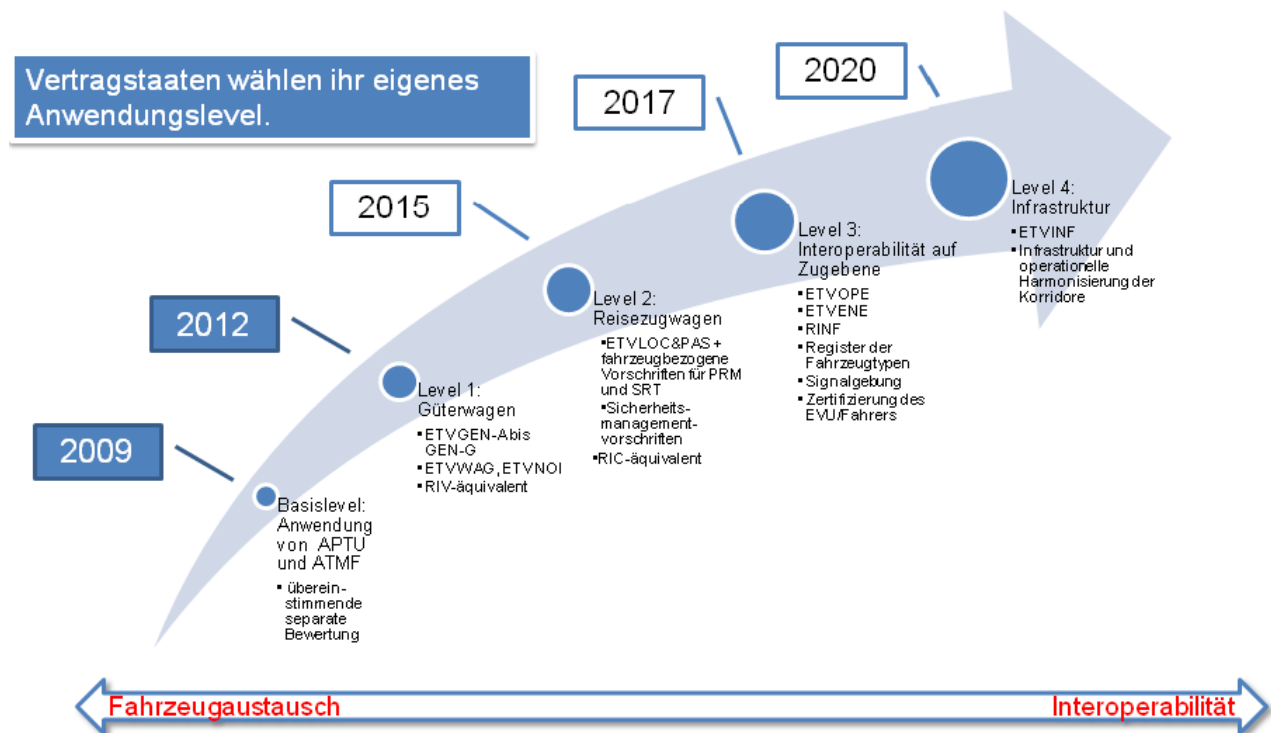 Vertragstaaten wählen ihr eigenes
Anwendungslevel.
2009
Basislevel:
Anwendung
von APTU
und ATMF
▪ überein-
stimmende
separate
Bewertung
2012
Level 1:
Güterwagen
▪ETVGEN-Abis
GEN-G
▪ETVWAG,ETVNOI
▪RIV-äquivalent
2015
Level 2:
Reisezugwagen
▪ETVLOC&PAS +
fahrzeugbezogene
Vorschriften für PRM
und SRT
▪Sicherheits-
management-
vorschriften
▪RIC-äquivalent
2017
Level 3:
Interoperabilität auf
Zugebene
▪ETVOPE
▪ETVENE
▪RINF
▪Register der
Fahrzeugtypen
▪Signalgebung
▪Zertifizierung des
EVU/Fahrers
2020
Level 4:
Infrastruktur
▪ETVINF
▪Infrastruktur und
operationelle
Harmonisierung der
Korridore
Fahrzeugaustausch
Interoperabilität